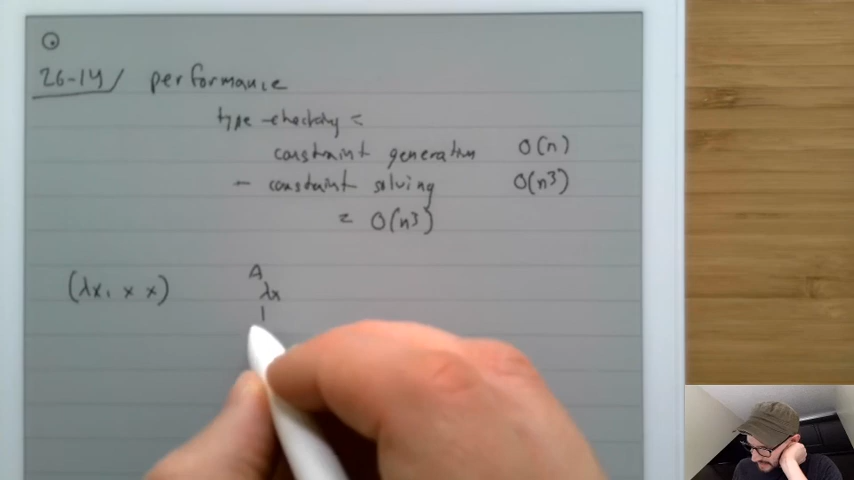 26-14/ performance
type-checking =
constraint generation O(n)
- constraint solving O(n³)
= O(n³)
(λx. x x) A
λx
|